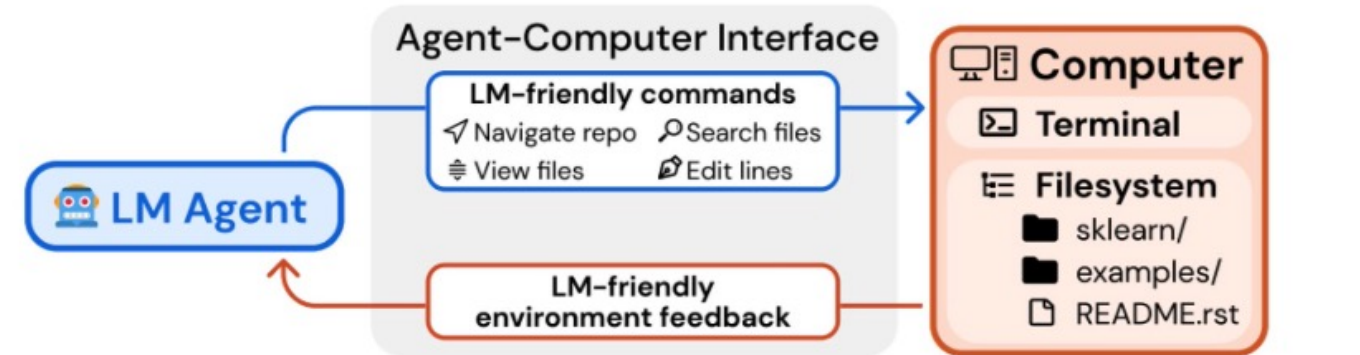 Agent-Computer Interface
LM-friendly commands
Navigate repo Search files
View files Edit lines
LM Agent
LM-friendly
environment feedback
Computer
Terminal
Filesystem
sklearn/
examples/
README.rst